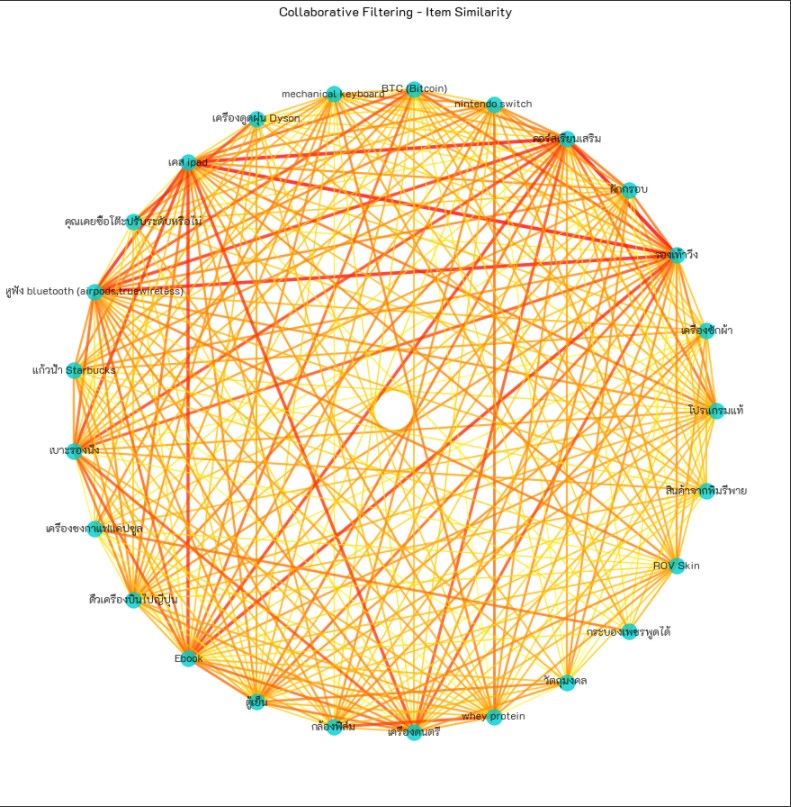 Collaborative Filtering - Item Similarity
BTC (Bitcoin)
mechanical keyboard
nintendo switch
เครื่องดูดฝุ่น Dyson
คอร์สเรียนเสริม
เคส ipad
ผักกรอบ
คุณเคยซื้อโต๊ะปรับระดับหรือไม่
รองเท้าวิ่ง
หูฟัง bluetooth (airpods,truewireless)
เครื่องซักผ้า
แก้วน้ำ Starbucks
โปรแกรมแท้
เบาะรองนั่ง
สินค้าจากพิมรีพาย
เครื่องชงกาแฟแคปซูล
ROV Skin
ตั๋วเครื่องบินไปญี่ปุ่น
กระบองเพชรพูดได้
Ebook
วัตถุมงคล
ตู้เย็น
whey protein
กล้องฟิล์ม
เครื่องดนตรี